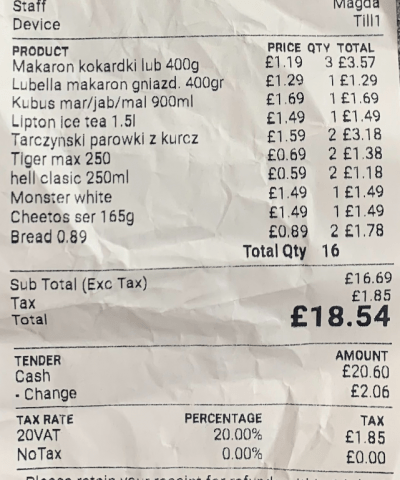 Staff Magda
Device Till1
PRODUCT PRICE QTY TOTAL
Makaron kokardki lub 400g £1.19 3 £3.57
Lubella makaron gniazd. 400gr £1.29 1 £1.29
Kubus mar/jab/mal 900ml £1.69 1 £1.69
Lipton ice tea 1.5l £1.49 1 £1.49
Tarczynski parowki z kurcz £1.59 2 £3.18
Tiger max 250 £0.69 2 £1.38
hell clasic 250ml £0.59 2 £1.18
Monster white £1.49 1 £1.49
Cheetos ser 165g £1.49 1 £1.49
Bread 0.89 £0.89 2 £1.78
Total Qty 16
Sub Total (Exc Tax) £16.69
Tax £1.85
Total £18.54
TENDER AMOUNT
Cash £20.60
- Change £2.06
TAX RATE PERCENTAGE TAX
20VAT 20.00% £1.85
NoTax 0.00% £0.00
Please retain your receipt for refund